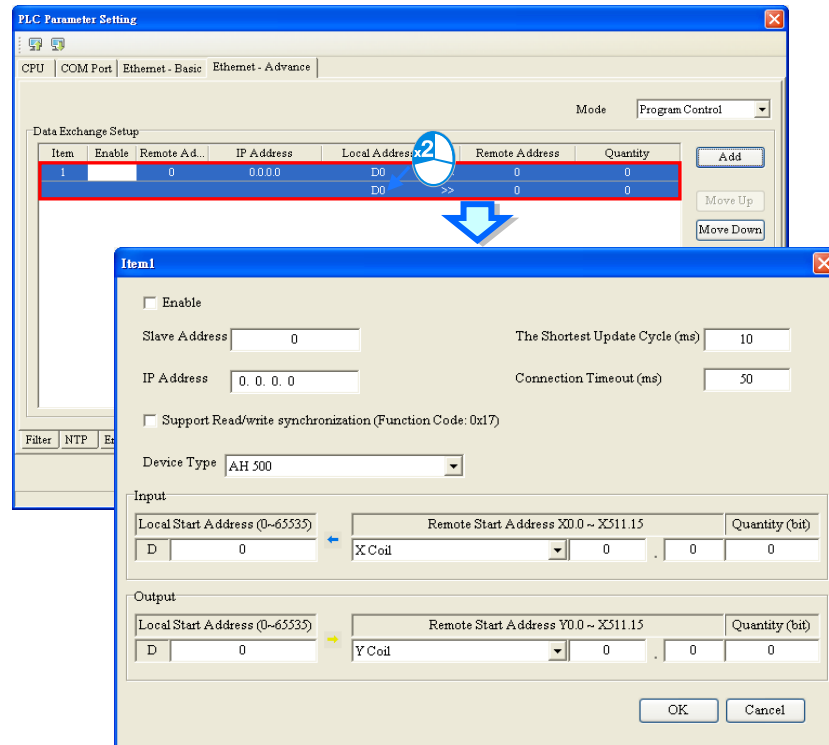 PLC Parameter Setting
CPU COM Port Ethernet - Basic Ethernet - Advance
Mode Program Control
Data Exchange Setup
Item Enable Remote Ad... IP Address Local Address Remote Address Quantity
Add
1 0 0.0.0.0 D0 0 0
D0 >> 0 0
x2
Move Up
Move Down
Item1
Enable
Slave Address 0 The Shortest Update Cycle (ms) 10
IP Address 0. 0. 0. 0 Connection Timeout (ms) 50
Support Read/write synchronization (Function Code: 0x17)
Filter NTP
Device Type AH 500
Input
Local Start Address (0~65535) Remote Start Address X0.0 ~ X511.15 Quantity (bit)
D 0 X Coil 0 . 0 0
Output
Local Start Address (0~65535) Remote Start Address Y0.0 ~ X511.15 Quantity (bit)
D 0 Y Coil 0 . 0 0
OK Cancel